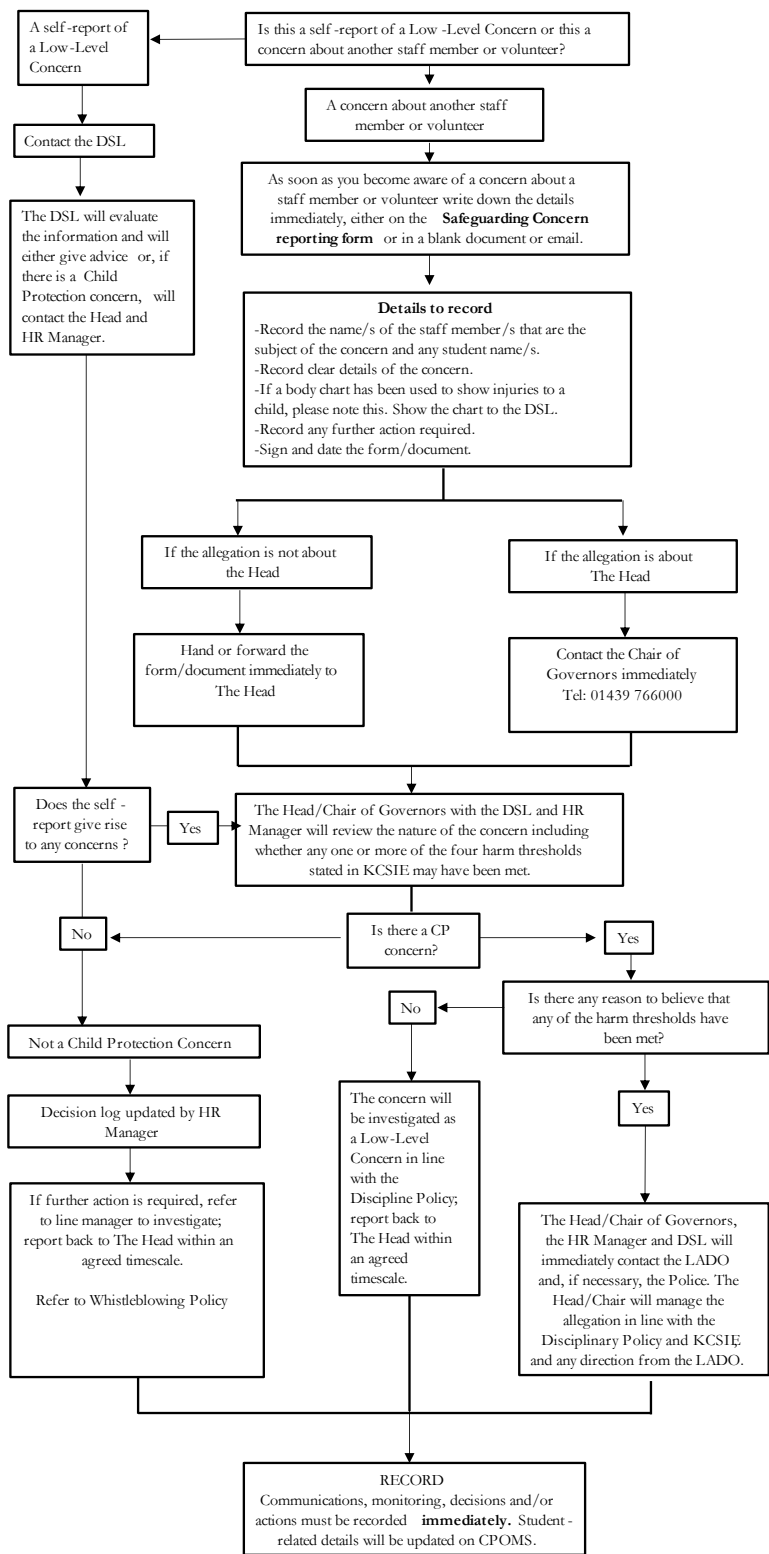 A self-report of
a Low-Level
Concern
Is this a self-report of a Low-Level Concern or this a
concern about another staff member or volunteer?
A concern about another staff
member or volunteer
Contact the DSL
As soon as you become aware of a concern about a
staff member or volunteer write down the details
immediately, either on the Safeguarding Concern
reporting form or in a blank document or email.
The DSL will evaluate
the information and will
either give advice or, if
there is a Child
Protection concern, will
contact the Head and
HR Manager.
Details to record
-Record the name/s of the staff member/s that are the
subject of the concern and any student name/s.
-Record clear details of the concern.
-If a body chart has been used to show injuries to a
child, please note this. Show the chart to the DSL.
-Record any further action required.
-Sign and date the form/document.
If the allegation is not about
the Head
If the allegation is about
The Head
Hand or forward the
form/document immediately to
The Head
Contact the Chair of
Governors immediately
Tel: 01439 766000
Does the self-
report give rise
to any concerns?
Yes
The Head/Chair of Governors with the DSL and HR
Manager will review the nature of the concern including
whether any one or more of the four harm thresholds
stated in KCSIE may have been met.
No
Is there a CP
concern?
Yes
Not a Child Protection Concern
No
Is there any reason to believe that
any of the harm thresholds have
been met?
Decision log updated by HR
Manager
The concern will
be investigated as
a Low-Level
Concern in line
with the
Discipline Policy;
report back to
The Head within
an agreed
timescale.
Yes
If further action is required, refer
to line manager to investigate;
report back to The Head within an
agreed timescale.
Refer to Whistleblowing Policy
The Head/Chair of Governors,
the HR Manager and DSL will
immediately contact the LADO
and, if necessary, the Police. The
Head/Chair will manage the
allegation in line with the
Disciplinary Policy and KCSIE,
and any direction from the LADO.
RECORD
Communications, monitoring, decisions and/or
actions must be recorded immediately. Student-
related details will be updated on CPOMS.